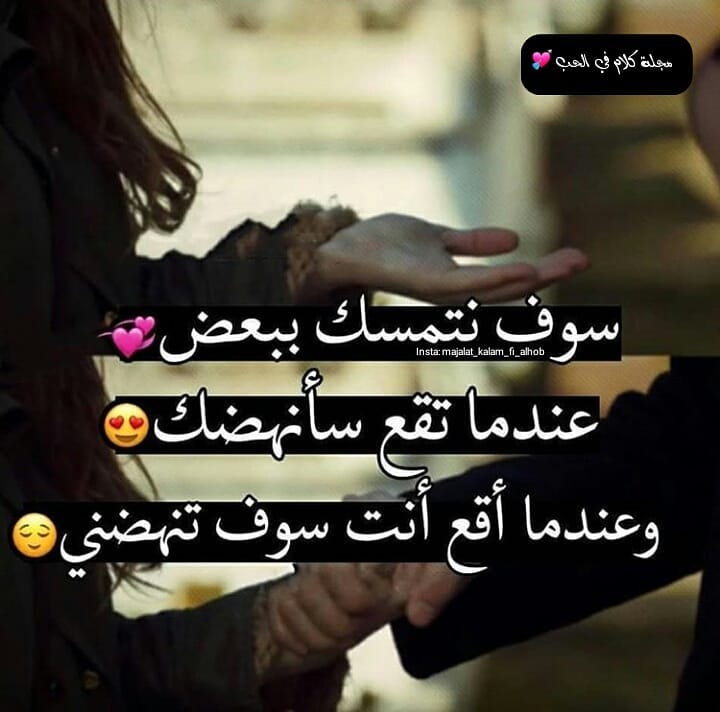 مجلة كلام في الحب 💘
سوف نتمسك ببعض💞
Insta: majalat_kalam_fi_alhob
عندما تقع سأنهضك😍
وعندما أقع أنت سوف تنهضني😌